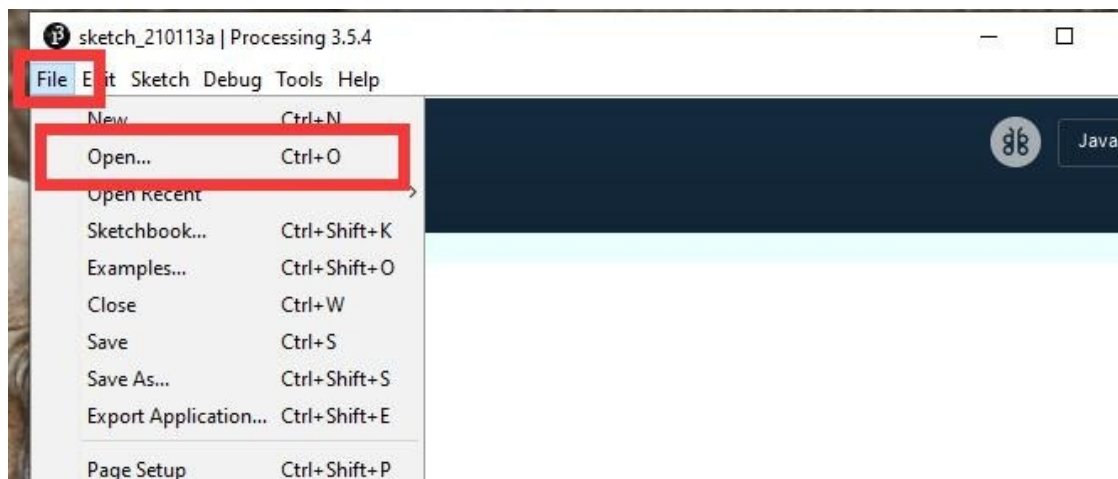 sketch_210113a | Processing 3.5.4
File Edit Sketch Debug Tools Help
New Ctrl+N
Open... Ctrl+O
Open Recent
Sketchbook... Ctrl+Shift+K
Examples... Ctrl+Shift+O
Close Ctrl+W
Save Ctrl+S
Save As... Ctrl+Shift+S
Export Application... Ctrl+Shift+E
Page Setup Ctrl+Shift+P
Java